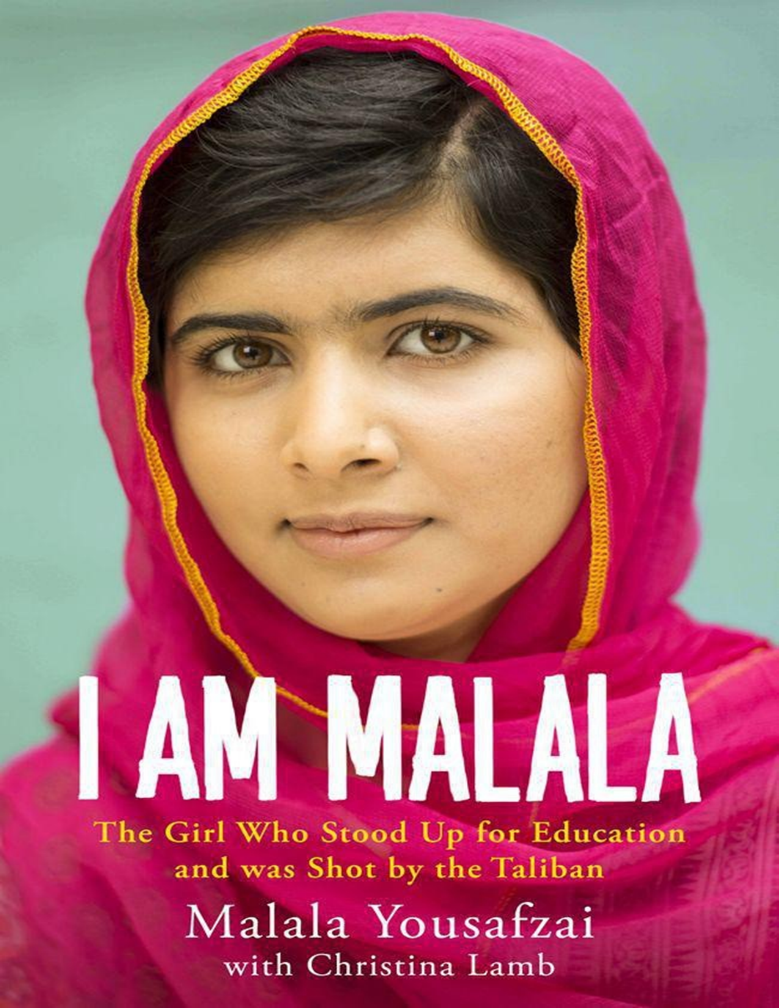 I AM MALALA
The Girl Who Stood Up for Education
and was Shot by the Taliban
Malala Yousafzai
with Christina Lamb